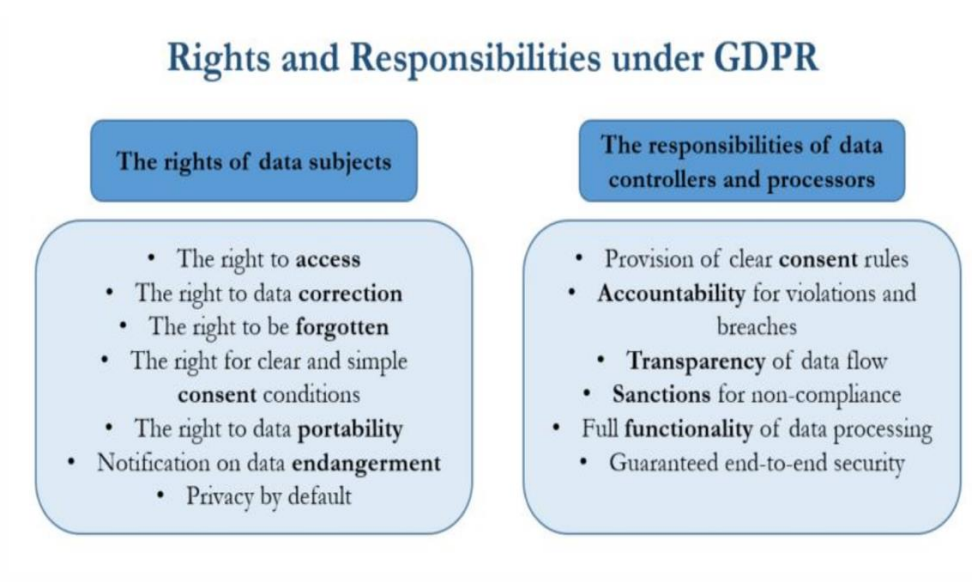 Rights and Responsibilities under GDPR
The rights of data subjects
• The right to access
• The right to data correction
• The right to be forgotten
• The right for clear and simple
consent conditions
• The right to data portability
• Notification on data endangerment
• Privacy by default
The responsibilities of data
controllers and processors
• Provision of clear consent rules
• Accountability for violations and
breaches
• Transparency of data flow
• Sanctions for non-compliance
• Full functionality of data processing
• Guaranteed end-to-end security